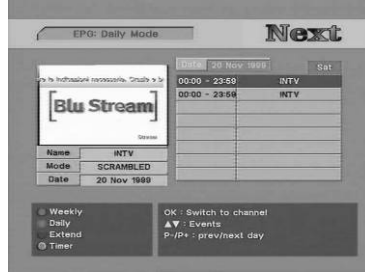 EPG: Daily Mode
Next
Date 20 Nov 1999 Sat
[Blu Stream]
00:00 - 23:59 INTV
00:00 - 23:59 INTV
Name INTV
Mode SCRAMBLED
Date 20 Nov 1999
Weekly
Daily
Extend
Timer
OK : Switch to channel
▲▼ : Events
P-/P+ : prev/next day